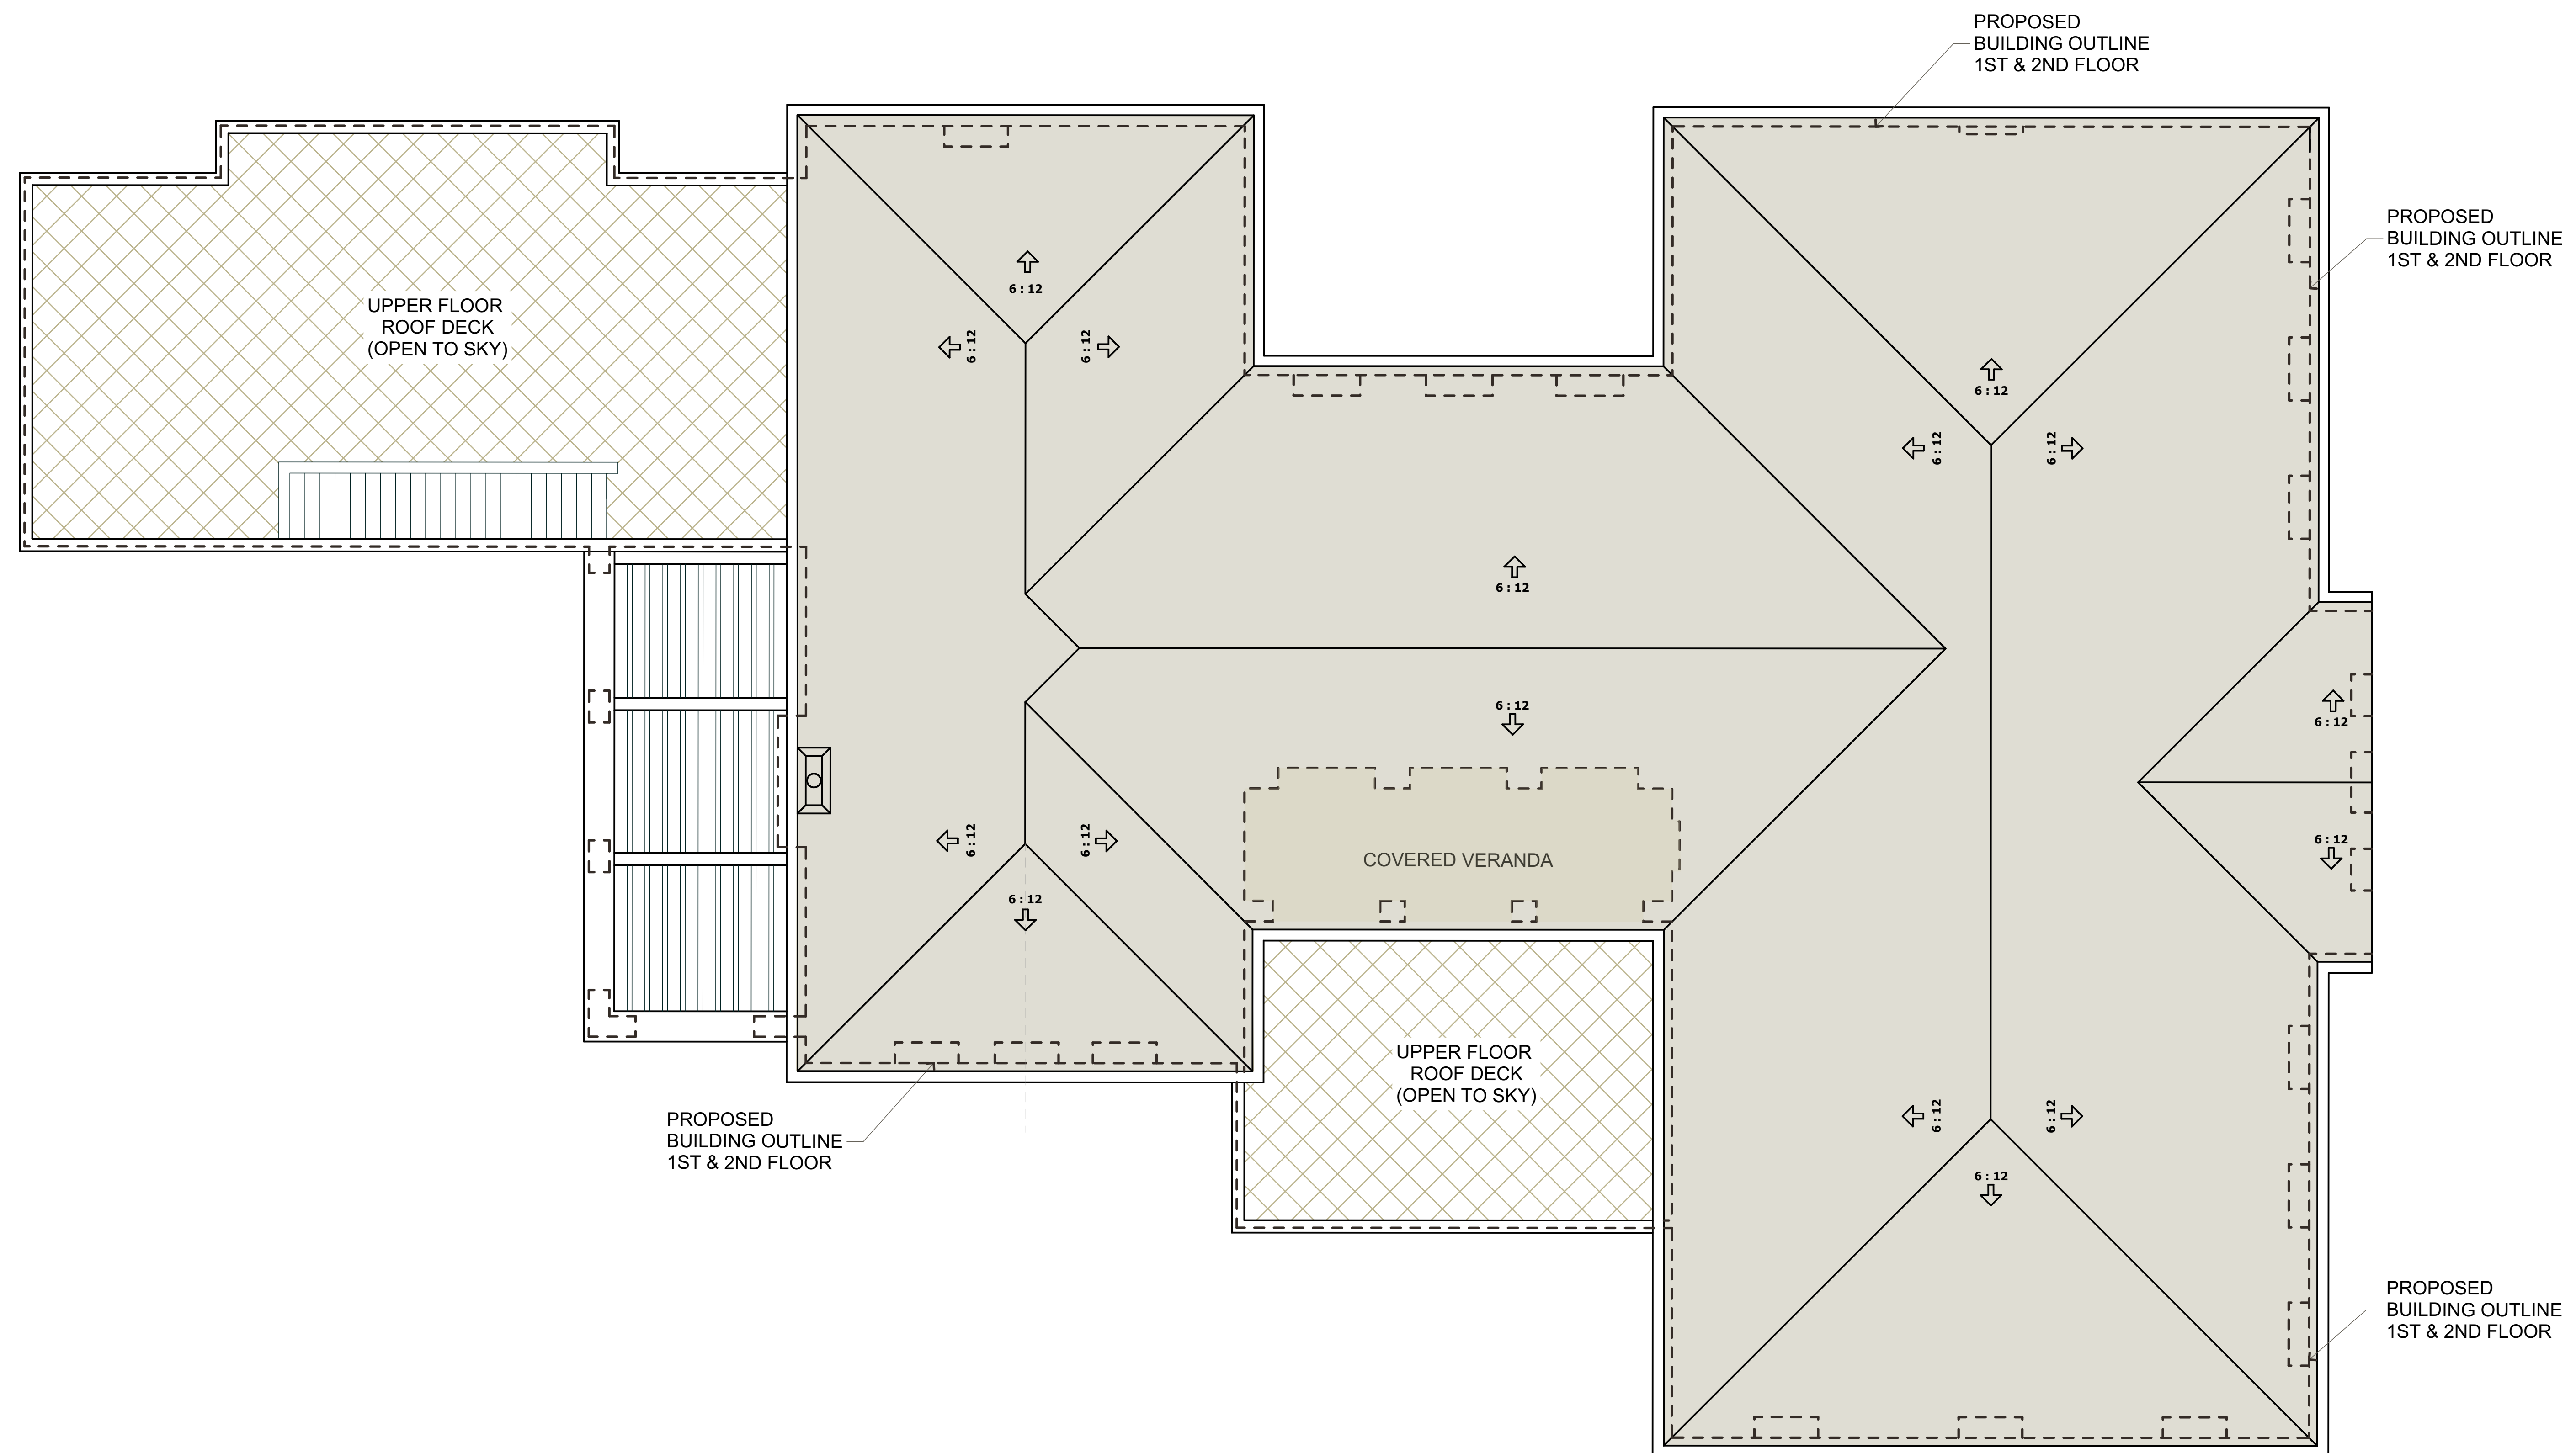 PROPOSED
BUILDING OUTLINE
1ST & 2ND FLOOR
PROPOSED
BUILDING OUTLINE
1ST & 2ND FLOOR
UPPER FLOOR
ROOF DECK
(OPEN TO SKY)
6 : 12
6 : 12
6 : 12
6 : 12
6 : 12
6 : 12
6 : 12
6 : 12
6 : 12
6 : 12
6 : 12
6 : 12
6 : 12
COVERED VERANDA
6 : 12
UPPER FLOOR
ROOF DECK
(OPEN TO SKY)
6 : 12
6 : 12
6 : 12
PROPOSED
BUILDING OUTLINE
1ST & 2ND FLOOR
PROPOSED
BUILDING OUTLINE
1ST & 2ND FLOOR